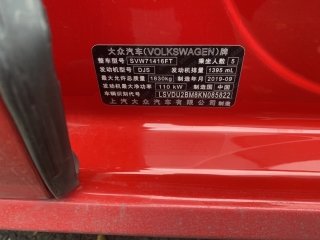 大众汽车(VOLKSWAGEN)牌
整车型号 SVW71416FT 乘坐人数 5
发动机型号 DJS 发动机排量 1395 mL
最大允许总质量 1830kg 制造年月 2019-09
发动机最大净功率 110 kW 制造国 中国
车辆识别代号 LSVDU2BM8KN085822
上汽大众汽车有限公司 制造